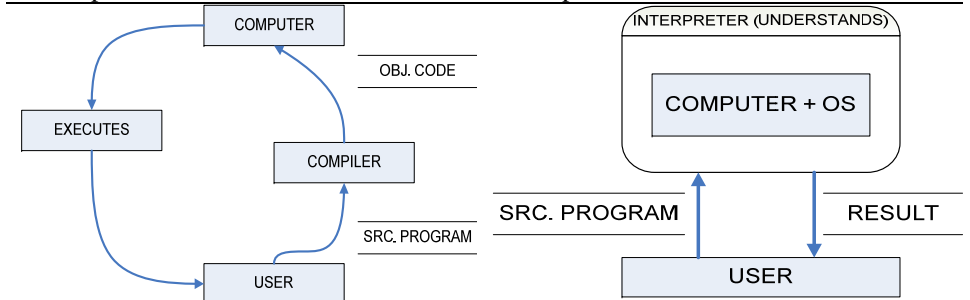 COMPUTER
OBJ. CODE
EXECUTES
COMPILER
SRC. PROGRAM
USER
INTERPRETER (UNDERSTANDS)
COMPUTER + OS
SRC. PROGRAM
RESULT
USER